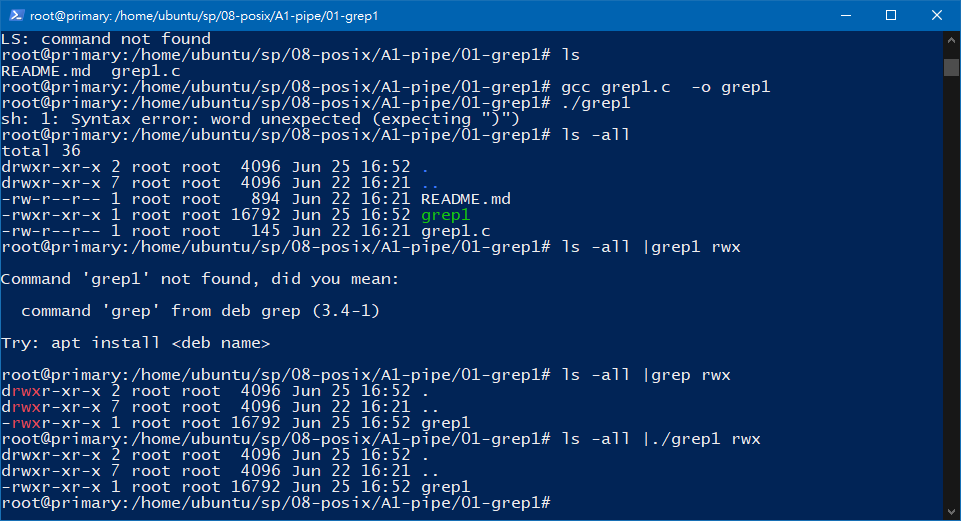 root@primary: /home/ubuntu/sp/08-posix/A1-pipe/01-grep1
LS: command not found
root@primary:/home/ubuntu/sp/08-posix/A1-pipe/01-grep1# ls
README.md  grep1.c
root@primary:/home/ubuntu/sp/08-posix/A1-pipe/01-grep1# gcc grep1.c  -o grep1
root@primary:/home/ubuntu/sp/08-posix/A1-pipe/01-grep1# ./grep1
sh: 1: Syntax error: word unexpected (expecting ")")
root@primary:/home/ubuntu/sp/08-posix/A1-pipe/01-grep1# ls -all
total 36
drwxr-xr-x 2 root root  4096 Jun 25 16:52 .
drwxr-xr-x 7 root root  4096 Jun 22 16:21 ..
-rw-r--r-- 1 root root   894 Jun 22 16:21 README.md
-rwxr-xr-x 1 root root 16792 Jun 25 16:52 grep1
-rw-r--r-- 1 root root   145 Jun 22 16:21 grep1.c
root@primary:/home/ubuntu/sp/08-posix/A1-pipe/01-grep1# ls -all |grep1 rwx
Command 'grep1' not found, did you mean:
  command 'grep' from deb grep (3.4-1)
Try: apt install <deb name>
root@primary:/home/ubuntu/sp/08-posix/A1-pipe/01-grep1# ls -all |grep rwx
drwxr-xr-x 2 root root  4096 Jun 25 16:52 .
drwxr-xr-x 7 root root  4096 Jun 22 16:21 ..
-rwxr-xr-x 1 root root 16792 Jun 25 16:52 grep1
root@primary:/home/ubuntu/sp/08-posix/A1-pipe/01-grep1# ls -all |./grep1 rwx
drwxr-xr-x 2 root root  4096 Jun 25 16:52 .
drwxr-xr-x 7 root root  4096 Jun 22 16:21 ..
-rwxr-xr-x 1 root root 16792 Jun 25 16:52 grep1
root@primary:/home/ubuntu/sp/08-posix/A1-pipe/01-grep1#